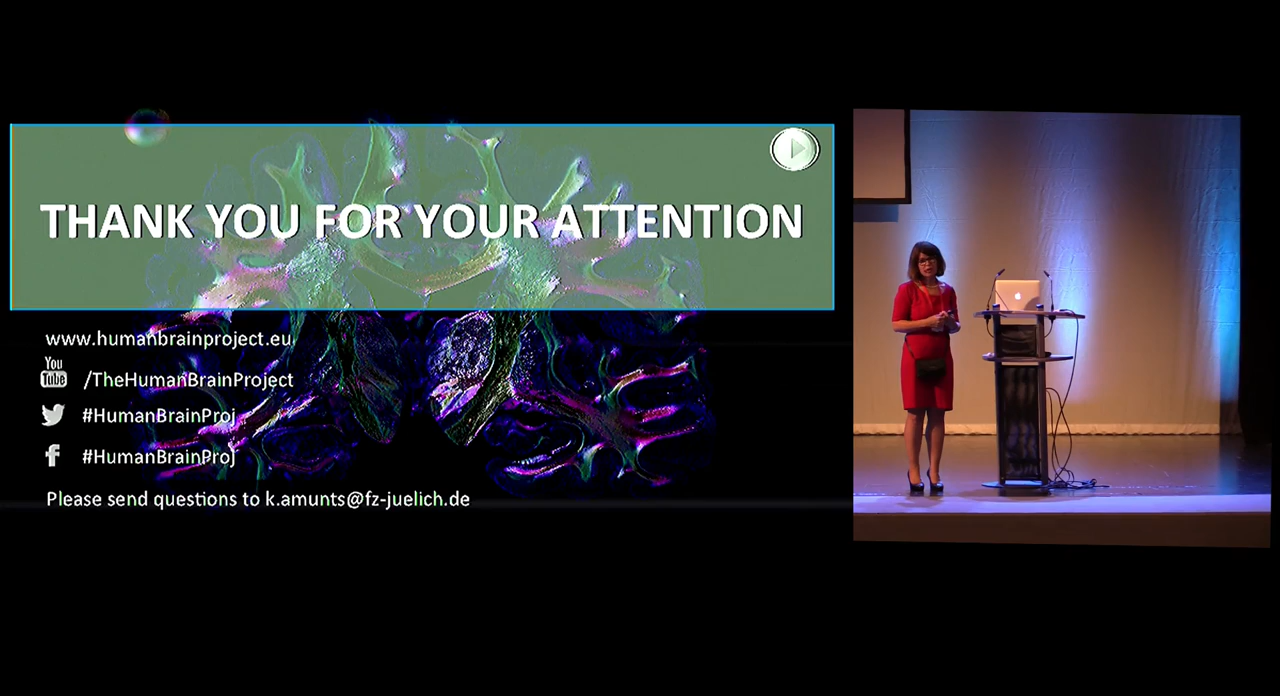 THANK YOU FOR YOUR ATTENTION
www.humanbrainproject.eu
You Tube /TheHumanBrainProject
#HumanBrainProj
#HumanBrainProj
Please send questions to k.amunts@fz-juelich.de